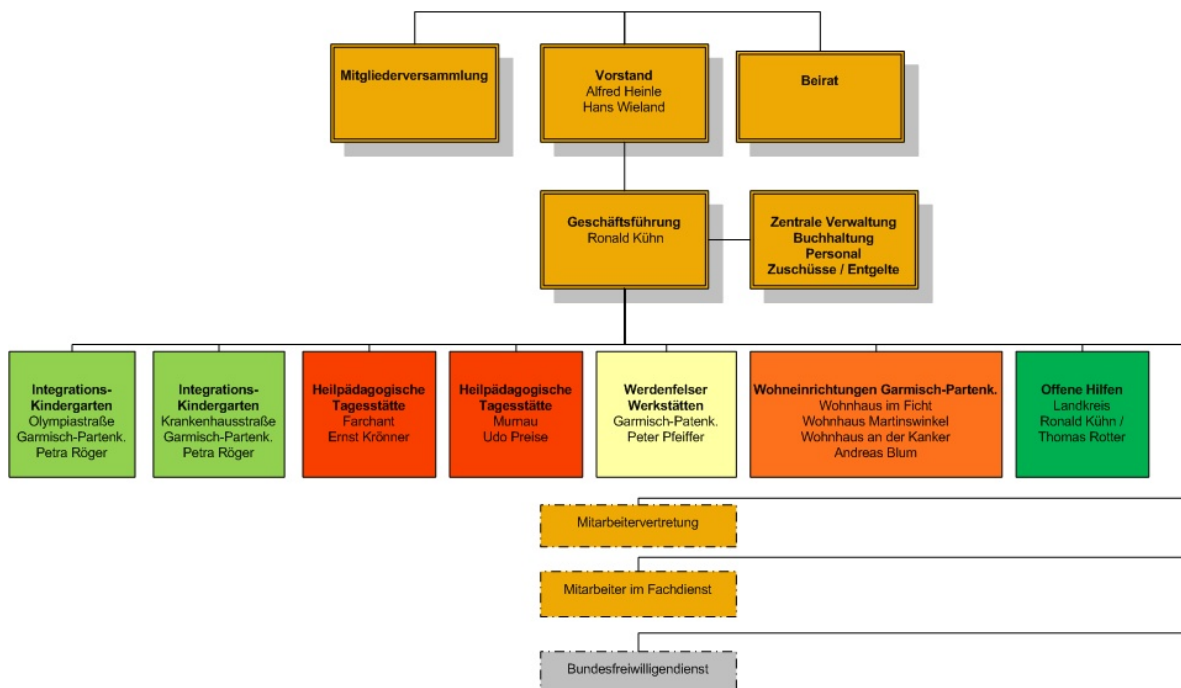 Mitgliederversammlung
Vorstand
Alfred Heinle
Hans Wieland
Beirat
Geschäftsführung
Ronald Kühn
Zentrale Verwaltung
Buchhaltung
Personal
Zuschüsse / Entgelte
Integrations-
Kindergarten
Olympiastraße
Garmisch-Partenk.
Petra Röger
Integrations-
Kindergarten
Krankenhausstraße
Garmisch-Partenk.
Petra Röger
Heilpädagogische
Tagesstätte
Farchant
Ernst Krönner
Heilpädagogische
Tagesstätte
Murnau
Udo Preise
Werdenfelser
Werkstätten
Garmisch-Patenk.
Peter Pfeiffer
Wohneinrichtungen Garmisch-Partenk.
Wohnhaus im Ficht
Wohnhaus Martinswinkel
Wohnhaus an der Kanker
Andreas Blum
Offene Hilfen
Landkreis
Ronald Kühn /
Thomas Rotter
Mitarbeitervertretung
Mitarbeiter im Fachdienst
Bundesfreiwilligendienst